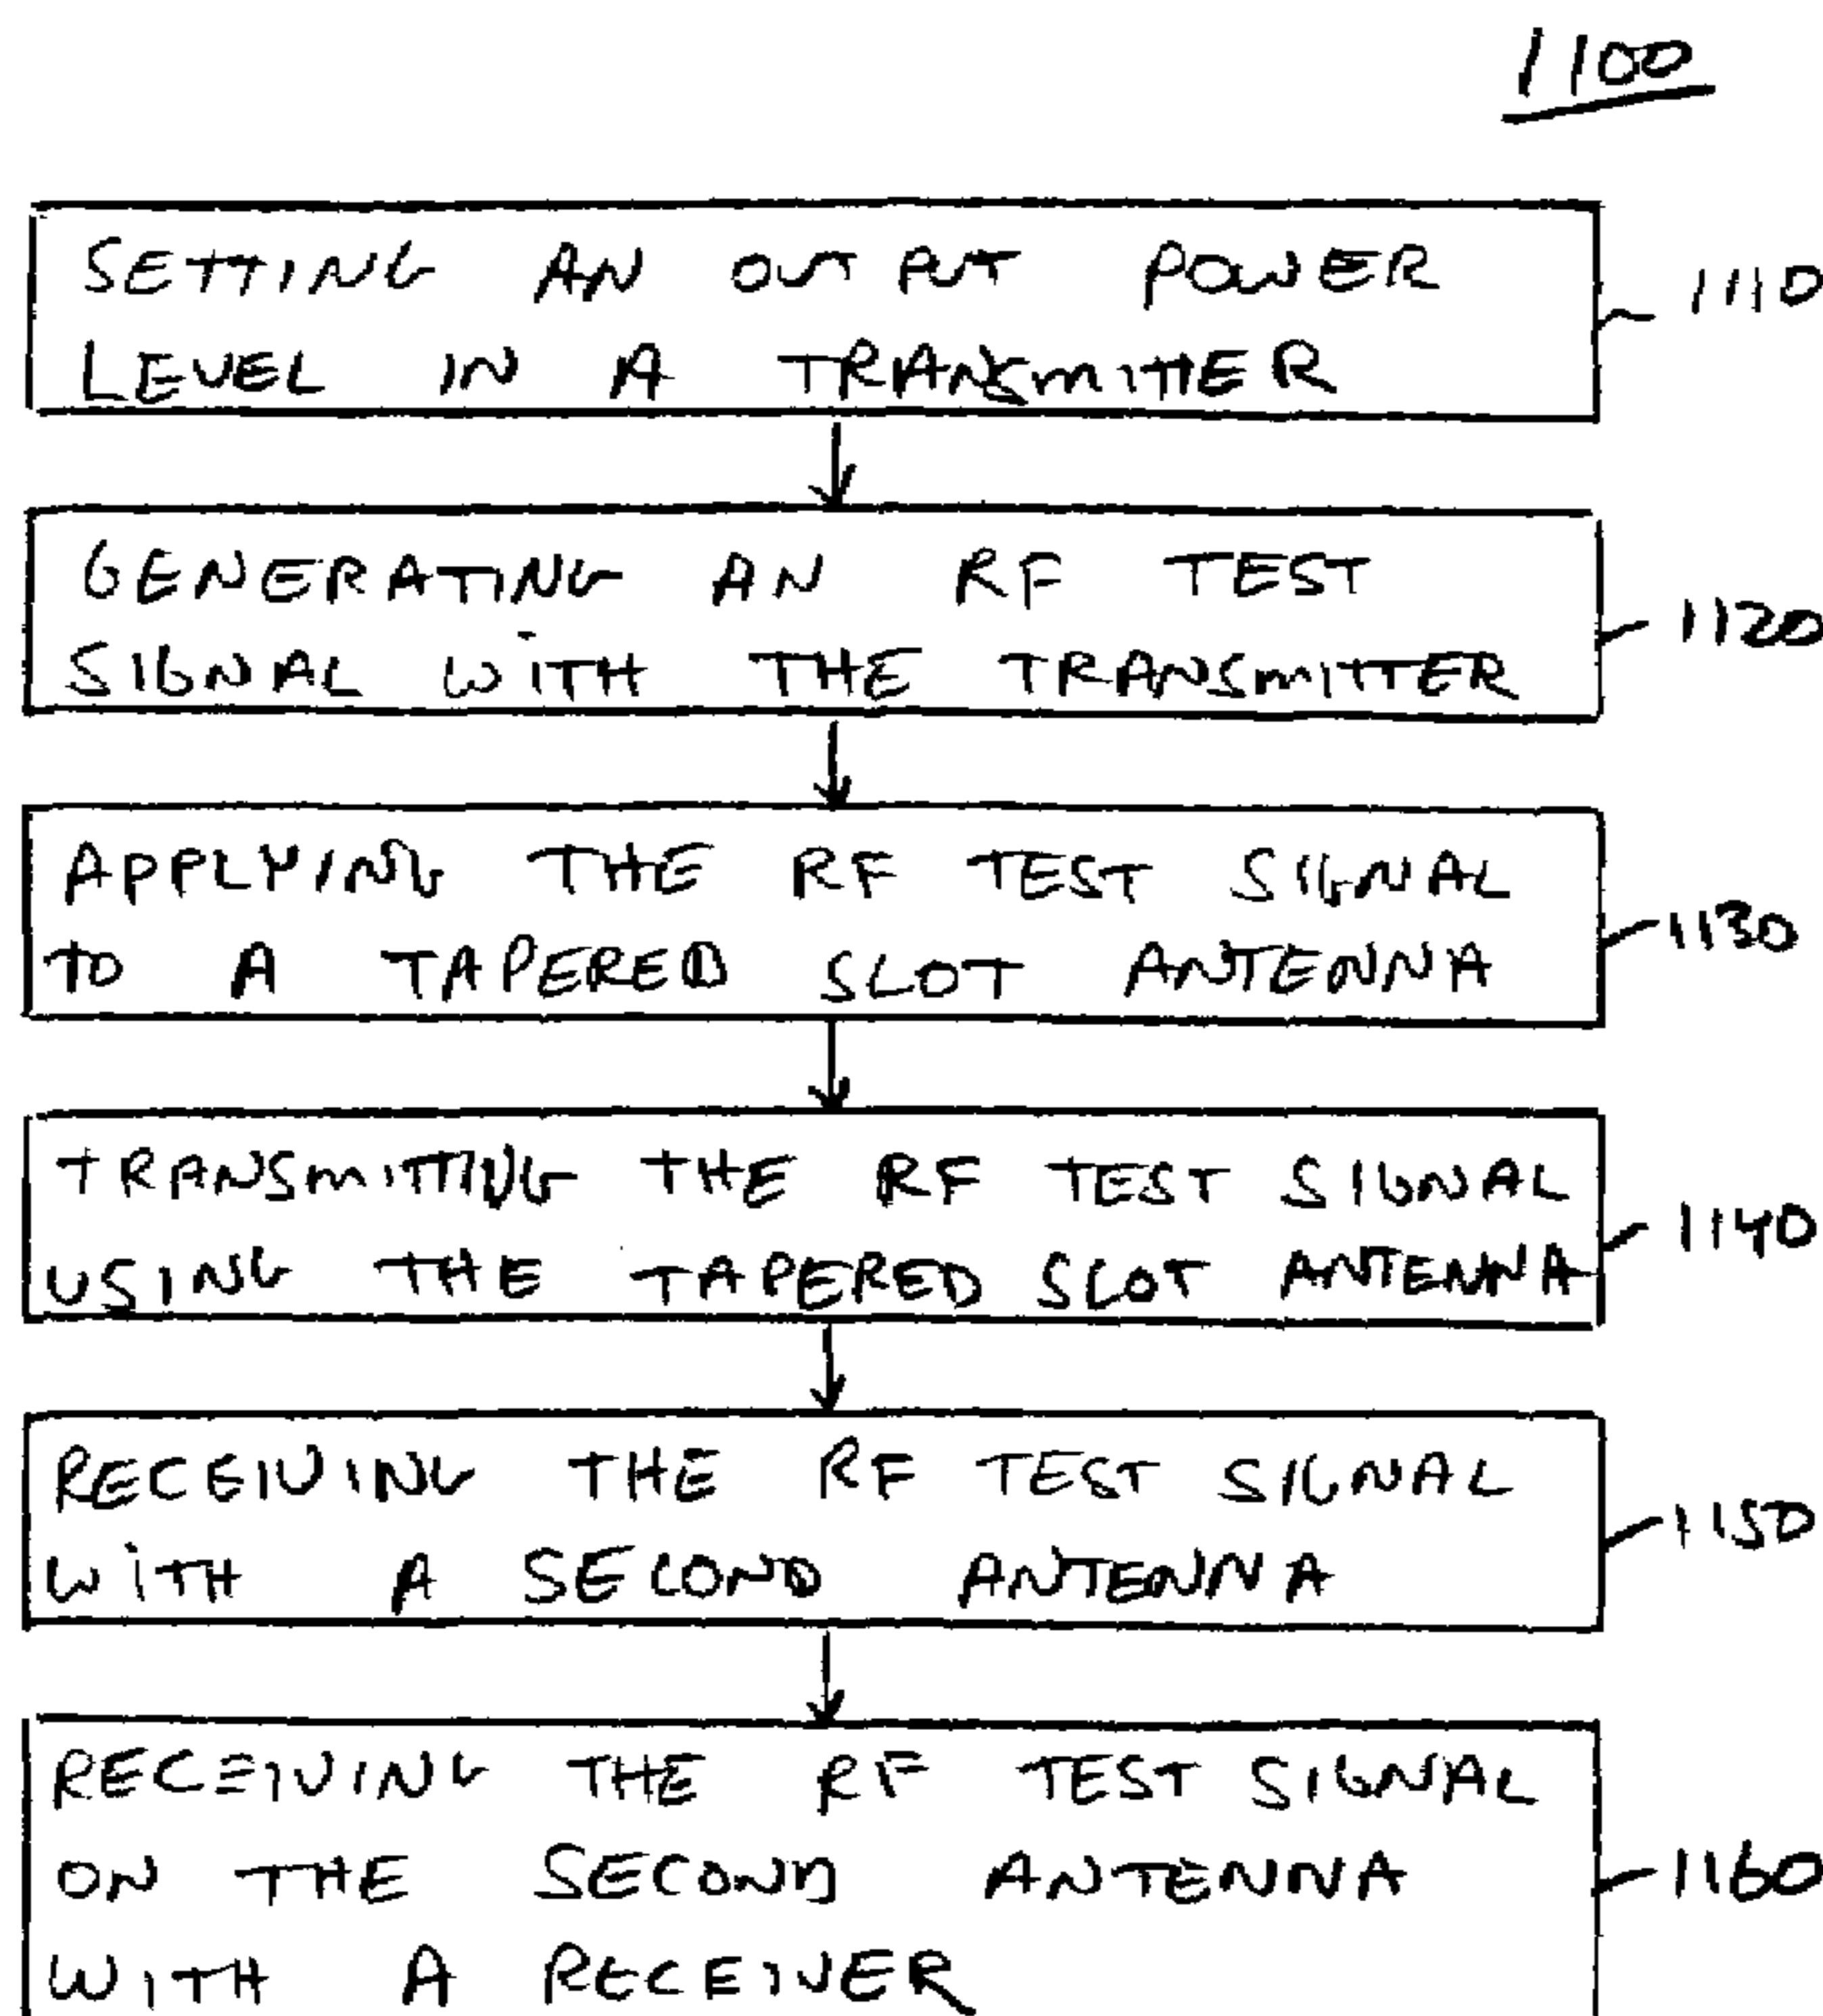 1100
SETTING AN OUTPUT POWER
LEVEL IN A TRANSMITTER
1110
GENERATING AN RF TEST
SIGNAL WITH THE TRANSMITTER
1120
APPLYING THE RF TEST SIGNAL
TO A TAPERED SLOT ANTENNA
1130
TRANSMITTING THE RF TEST SIGNAL
USING THE TAPERED SLOT ANTENNA
1140
RECEIVING THE RF TEST SIGNAL
WITH A SECOND ANTENNA
1150
RECEIVING THE RF TEST SIGNAL
ON THE SECOND ANTENNA
WITH A RECEIVER
1160